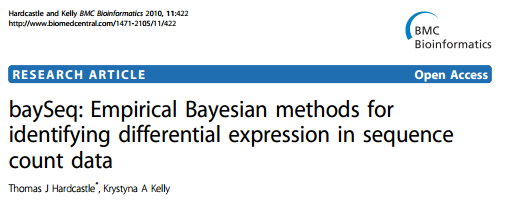 Hardcastle and Kelly BMC Bioinformatics 2010, 11:422
http://www.biomedcentral.com/1471-2105/11/422
BMC
Bioinformatics
RESEARCH ARTICLE Open Access
baySeq: Empirical Bayesian methods for
identifying differential expression in sequence
count data
Thomas J Hardcastle*, Krystyna A Kelly